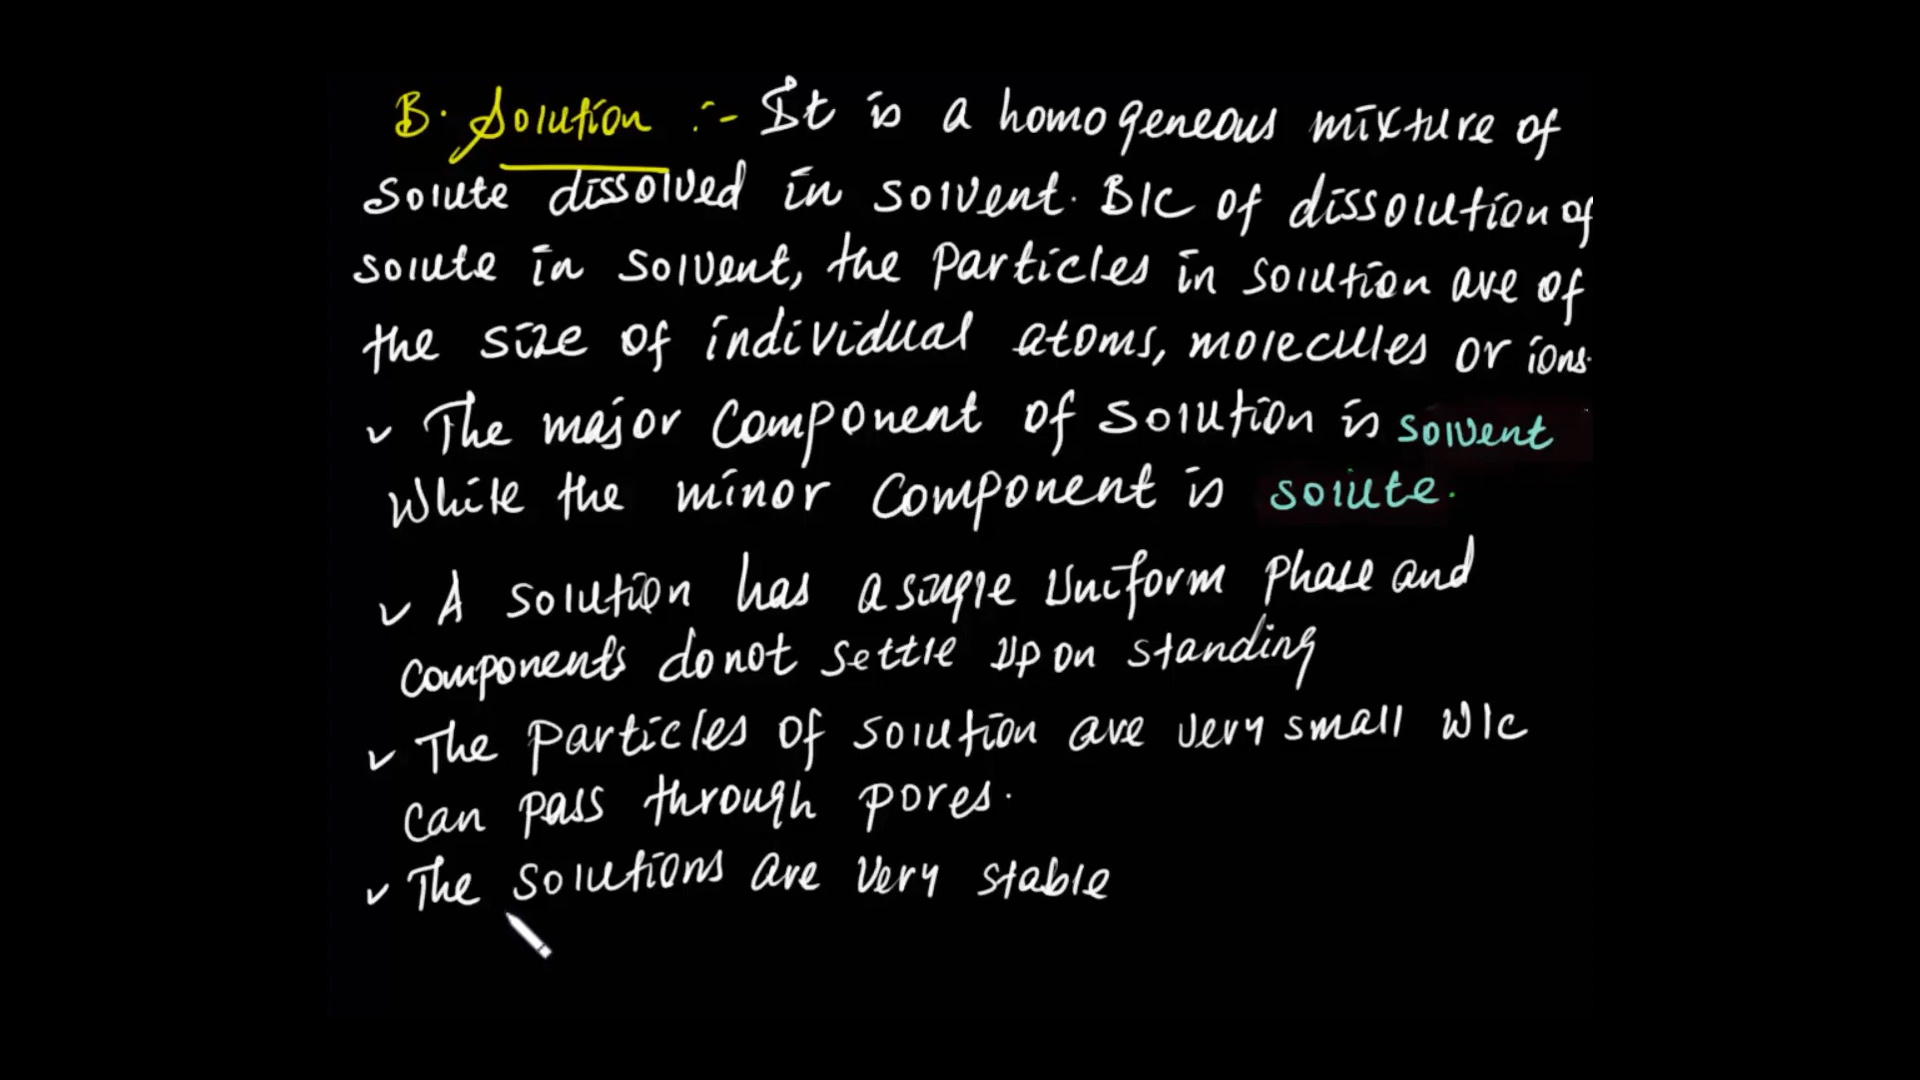 B. Solution :- It is a homogeneous mixture of
solute dissolved in solvent. B/c of dissolution of
solute in solvent, the particles in solution are of
the size of individual atoms, molecules or ions.
✓ The major component of solution is solvent
while the minor component is solute.
✓ A solution has a single uniform phase and
components do not settle upon standing
✓ The particles of solution are very small w/c
can pass through pores.
✓ The solutions are very stable